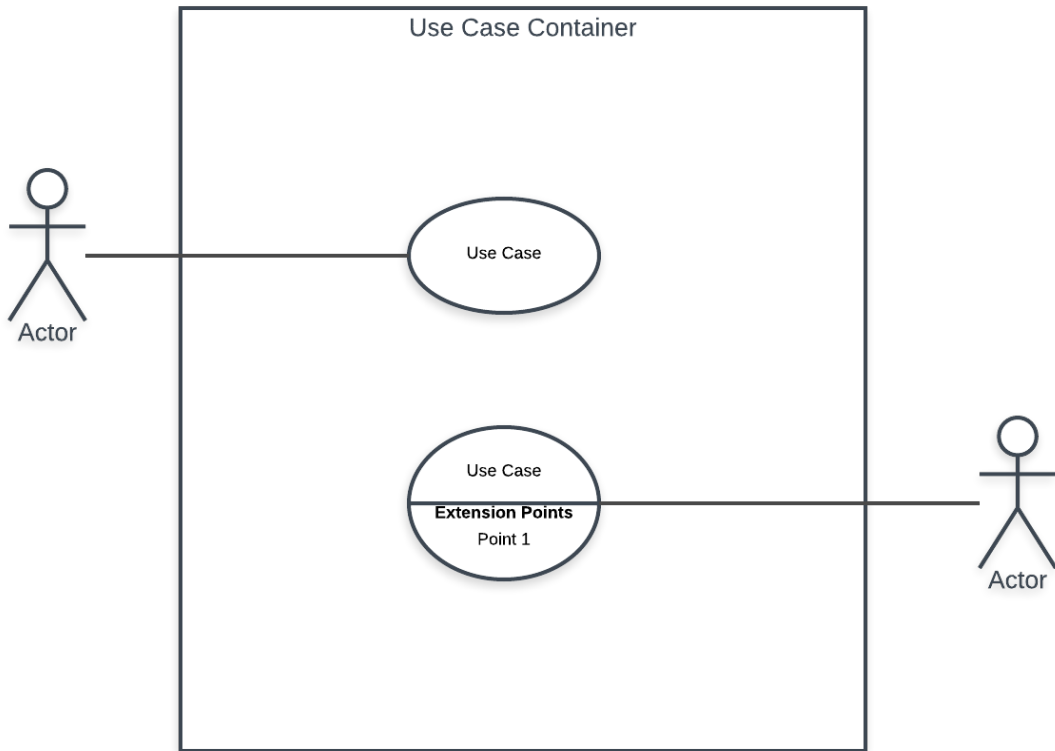 Use Case Container
Use Case
Actor
Use Case
Extension Points
Point 1
Actor